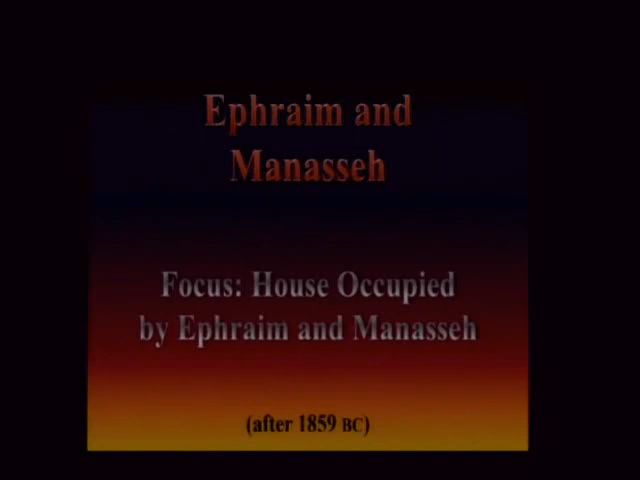 Ephraim and
Manasseh
Focus: House Occupied
by Ephraim and Manasseh
(after 1859 BC)